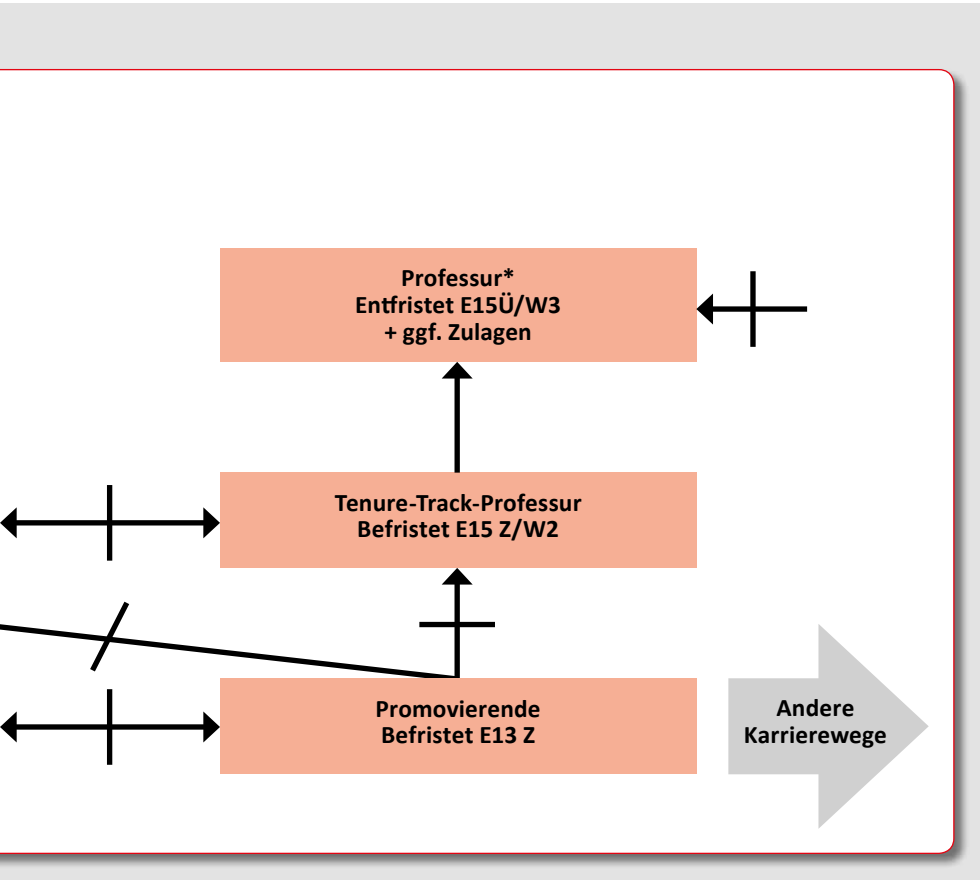 Professur*
Entfristet E15Ü/W3
+ ggf. Zulagen
Tenure-Track-Professur
Befristet E15 Z/W2
Promovierende
Befristet E13 Z
Andere
Karrierewege